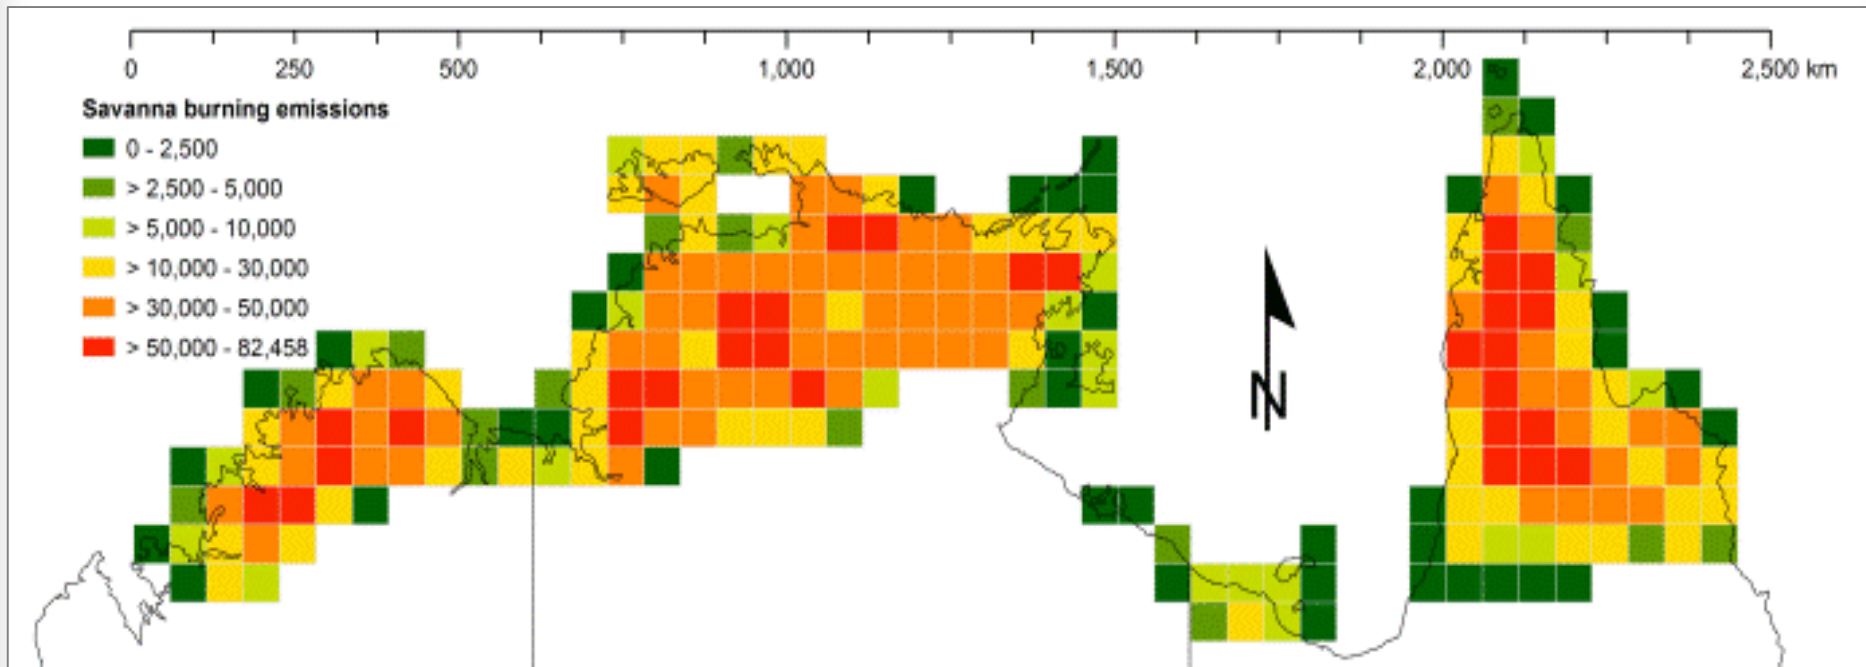 0 250 500 1,000 1,500 2,000 2,500 km
Savanna burning emissions
0 - 2,500
> 2,500 - 5,000
> 5,000 - 10,000
> 10,000 - 30,000
> 30,000 - 50,000
> 50,000 - 82,458
N